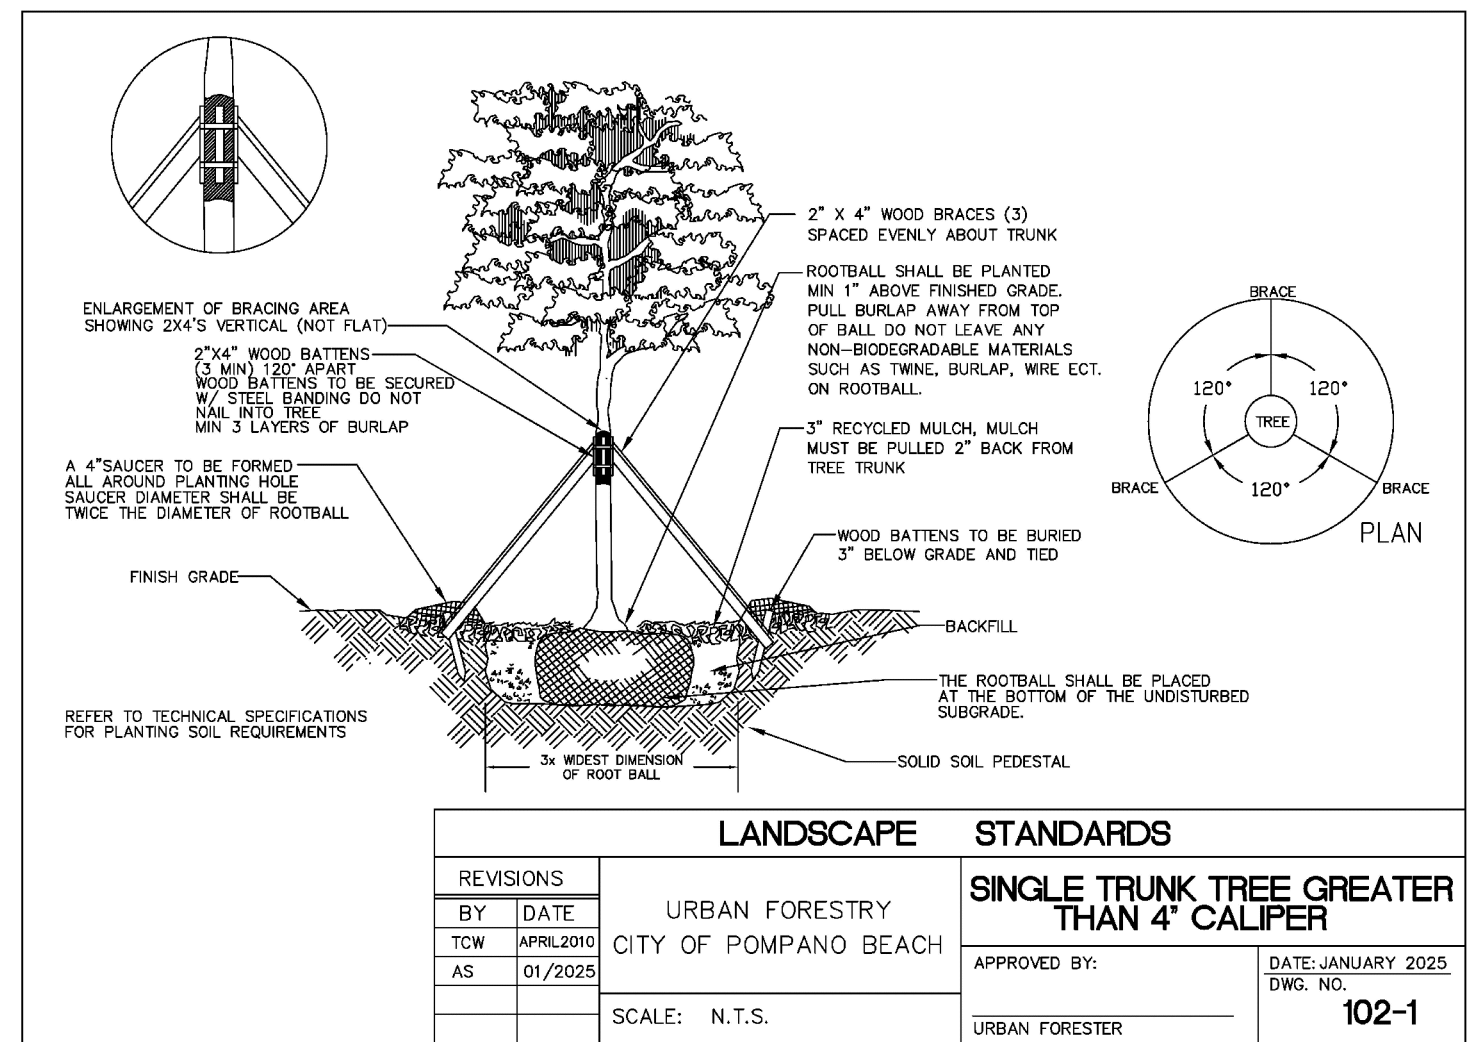 ENLARGEMENT OF BRACING AREA
SHOWING 2X4'S VERTICAL (NOT FLAT)
2"X4" WOOD BATTENS
(3 MIN) 120° APART
WOOD BATTENS TO BE SECURED
W/ STEEL BANDING DO NOT
NAIL INTO TREE
MIN 3 LAYERS OF BURLAP
A 4"SAUCER TO BE FORMED
ALL AROUND PLANTING HOLE
SAUCER DIAMETER SHALL BE
TWICE THE DIAMETER OF ROOTBALL
FINISH GRADE
REFER TO TECHNICAL SPECIFICATIONS
FOR PLANTING SOIL REQUIREMENTS
2" X 4" WOOD BRACES (3)
SPACED EVENLY ABOUT TRUNK
ROOTBALL SHALL BE PLANTED
MIN 1" ABOVE FINISHED GRADE.
PULL BURLAP AWAY FROM TOP
OF BALL DO NOT LEAVE ANY
NON-BIODEGRADABLE MATERIALS
SUCH AS TWINE, BURLAP, WIRE ECT.
ON ROOTBALL.
3" RECYCLED MULCH, MULCH
MUST BE PULLED 2" BACK FROM
TREE TRUNK
WOOD BATTENS TO BE BURIED
3" BELOW GRADE AND TIED
BACKFILL
THE ROOTBALL SHALL BE PLACED
AT THE BOTTOM OF THE UNDISTURBED
SUBGRADE.
SOLID SOIL PEDESTAL
3x WIDEST DIMENSION
OF ROOT BALL
BRACE
120° 120°
TREE
120°
BRACE BRACE
PLAN
LANDSCAPE STANDARDS
REVISIONS
BY DATE
TCW APRIL2010
AS 01/2025
URBAN FORESTRY
CITY OF POMPANO BEACH
SCALE: N.T.S.
SINGLE TRUNK TREE GREATER
THAN 4" CALIPER
APPROVED BY:
URBAN FORESTER
DATE: JANUARY 2025
DWG. NO.
102-1